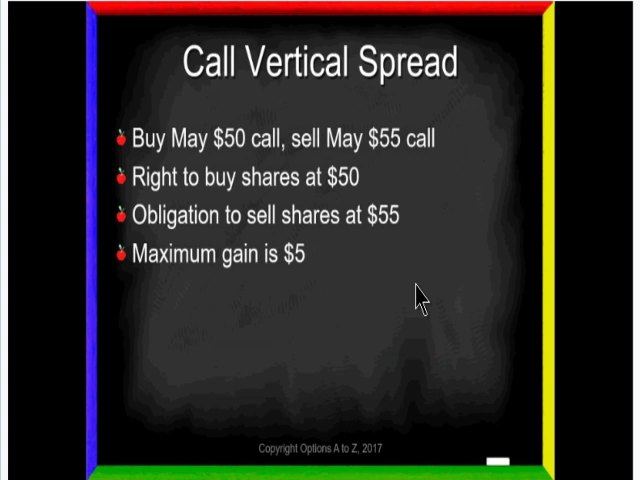 Call Vertical Spread
Buy May $50 call, sell May $55 call
Right to buy shares at $50
Obligation to sell shares at $55
Maximum gain is $5
Copyright Options A to Z, 2017